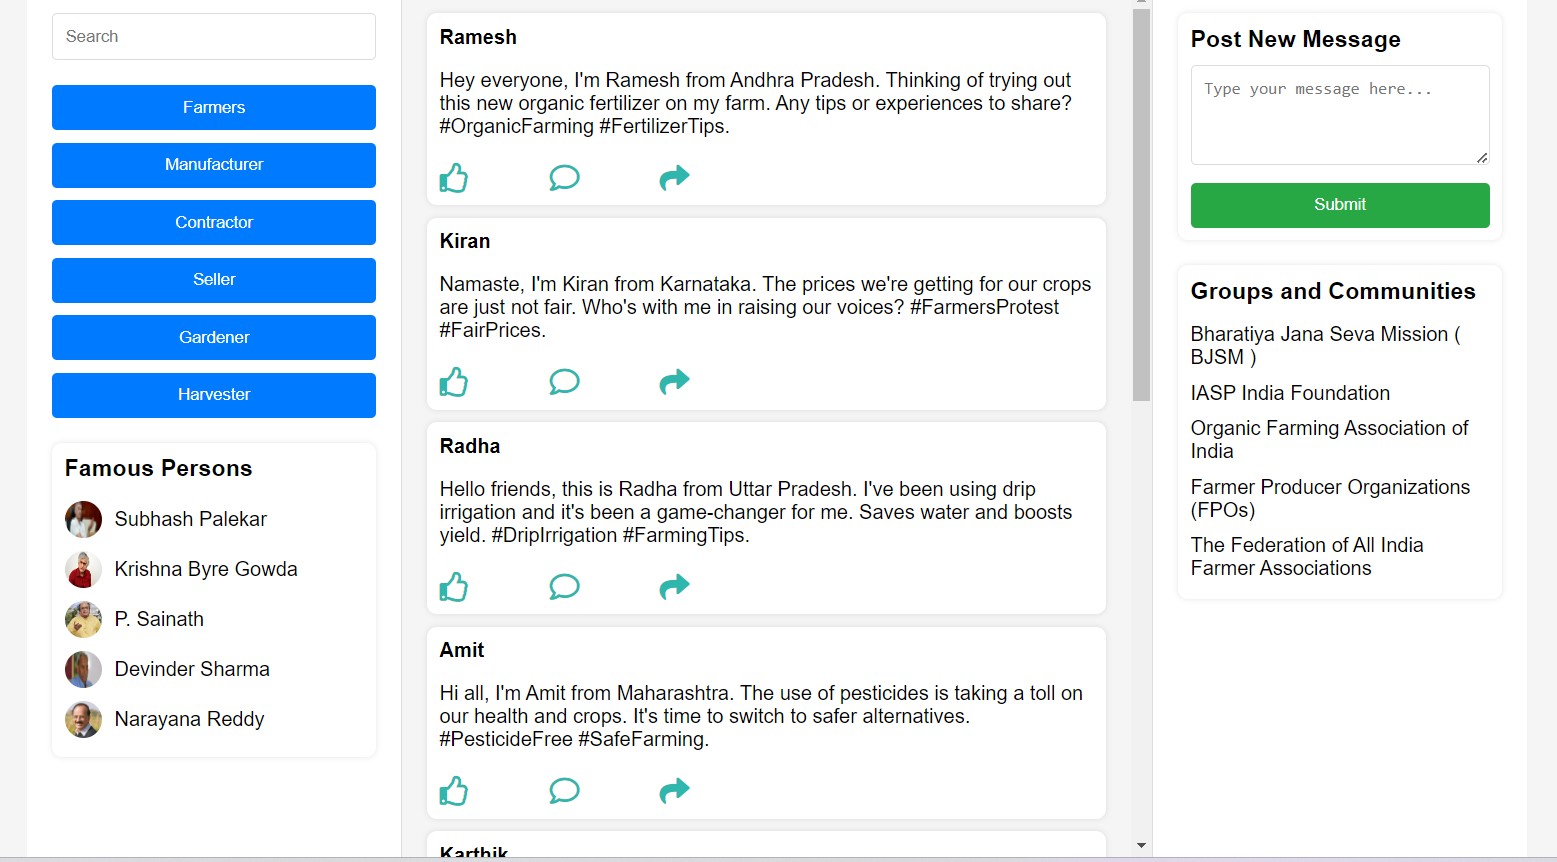 Search
Farmers
Manufacturer
Contractor
Seller
Gardener
Harvester
Famous Persons
Subhash Palekar
Krishna Byre Gowda
P. Sainath
Devinder Sharma
Narayana Reddy
Ramesh
Hey everyone, I'm Ramesh from Andhra Pradesh. Thinking of trying out
this new organic fertilizer on my farm. Any tips or experiences to share?
#OrganicFarming #FertilizerTips.
Kiran
Namaste, I'm Kiran from Karnataka. The prices we're getting for our crops
are just not fair. Who's with me in raising our voices? #FarmersProtest
#FairPrices.
Radha
Hello friends, this is Radha from Uttar Pradesh. I've been using drip
irrigation and it's been a game-changer for me. Saves water and boosts
yield. #DripIrrigation #FarmingTips.
Amit
Hi all, I'm Amit from Maharashtra. The use of pesticides is taking a toll on
our health and crops. It's time to switch to safer alternatives.
#PesticideFree #SafeFarming.
Karthik
Post New Message
Type your message here...
Submit
Groups and Communities
Bharatiya Jana Seva Mission (
BJSM )
IASP India Foundation
Organic Farming Association of
India
Farmer Producer Organizations
(FPOs)
The Federation of All India
Farmer Associations